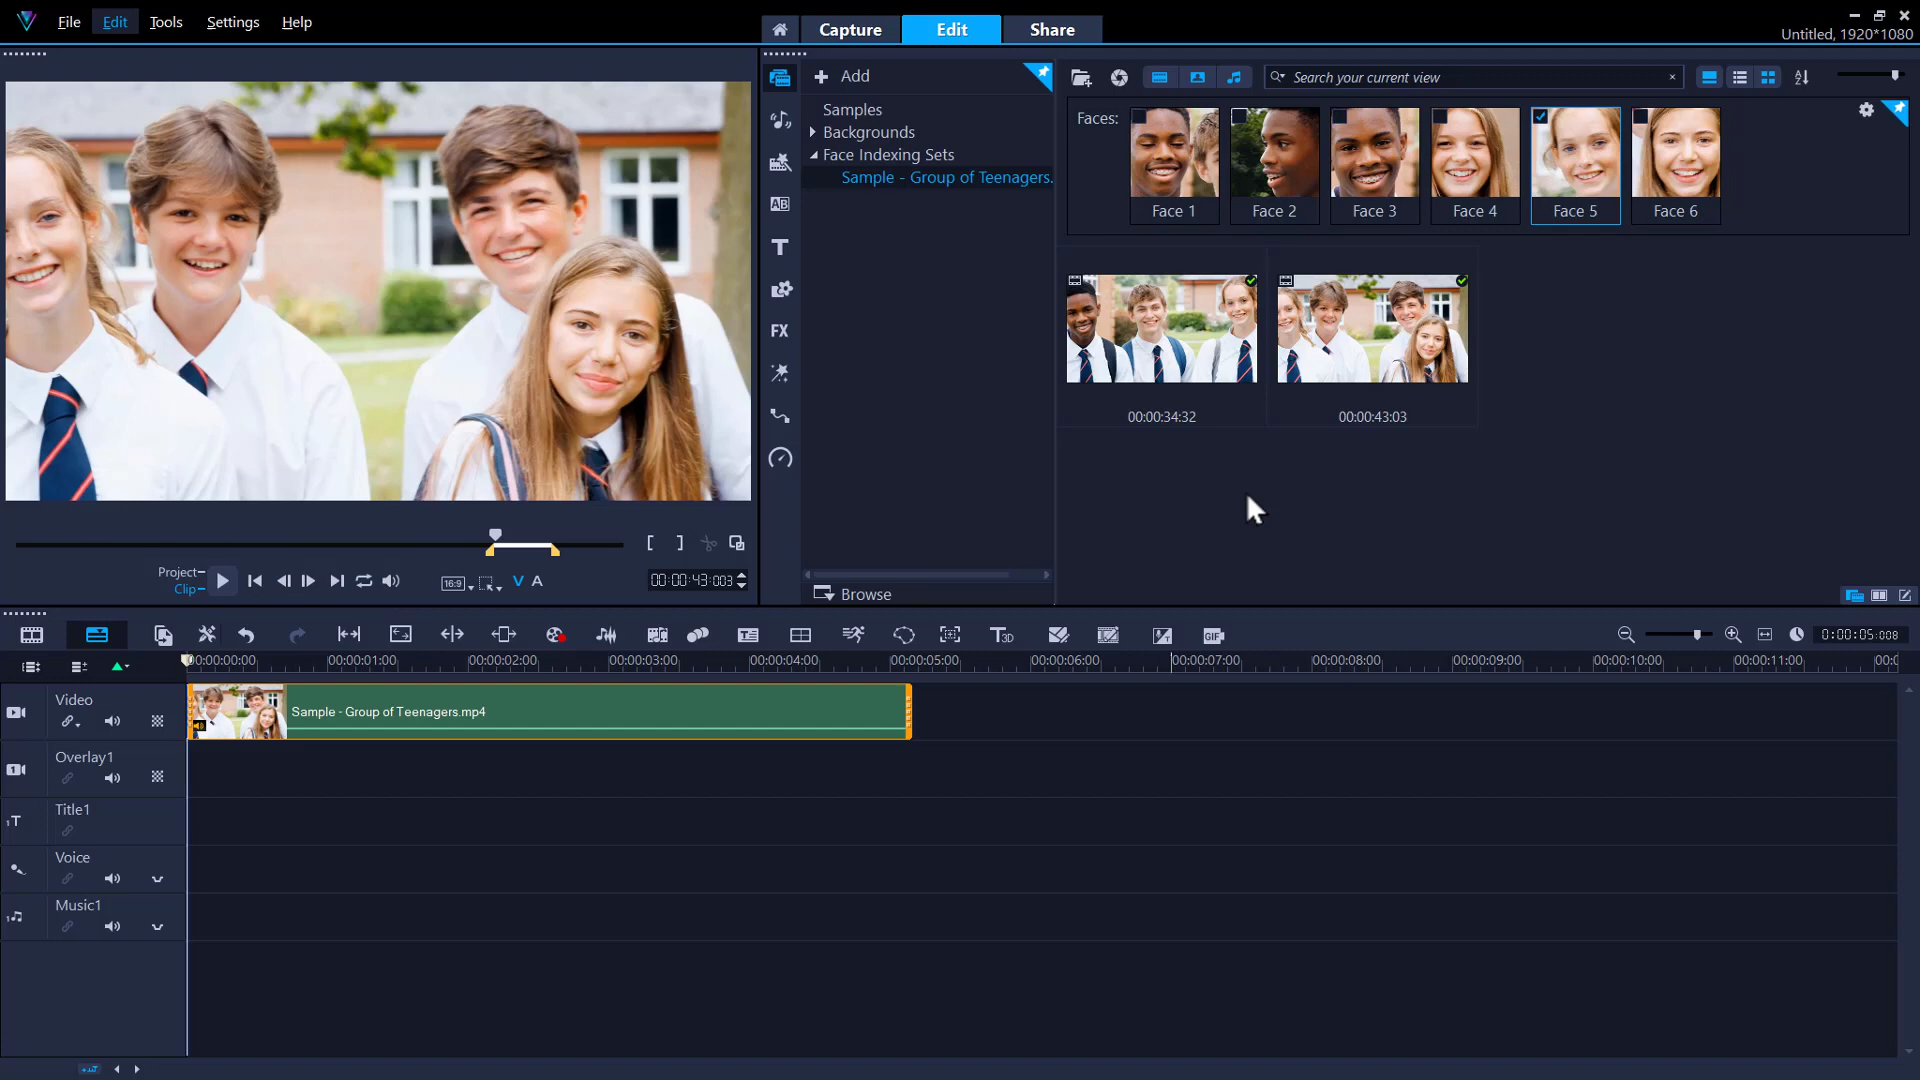 File Edit Tools Settings Help
Capture Edit Share
Untitled, 1920*1080
Add
Samples
Backgrounds
Face Indexing Sets
Sample - Group of Teenagers.
Browse
Search your current view
Faces:
Face 1 Face 2 Face 3 Face 4 Face 5 Face 6
00:00:34:32 00:00:43:03
AB
T
FX
Project
Clip
16:9
V A
00:00:43:003
T3D
GIF
0:00:05:008
00:00:00:00 00:00:01:00 00:00:02:00 00:00:03:00 00:00:04:00 00:00:05:00 00:00:06:00 00:00:07:00 00:00:08:00 00:00:09:00 00:00:10:00 00:00:11:00
Video
Sample - Group of Teenagers.mp4
Overlay1
Title1
Voice
Music1